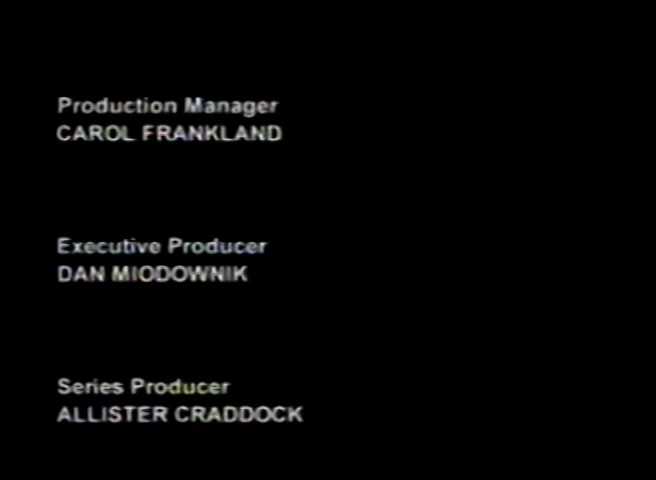 Production Manager
CAROL FRANKLAND
Executive Producer
DAN MIODOWNIK
Series Producer
ALLISTER CRADDOCK